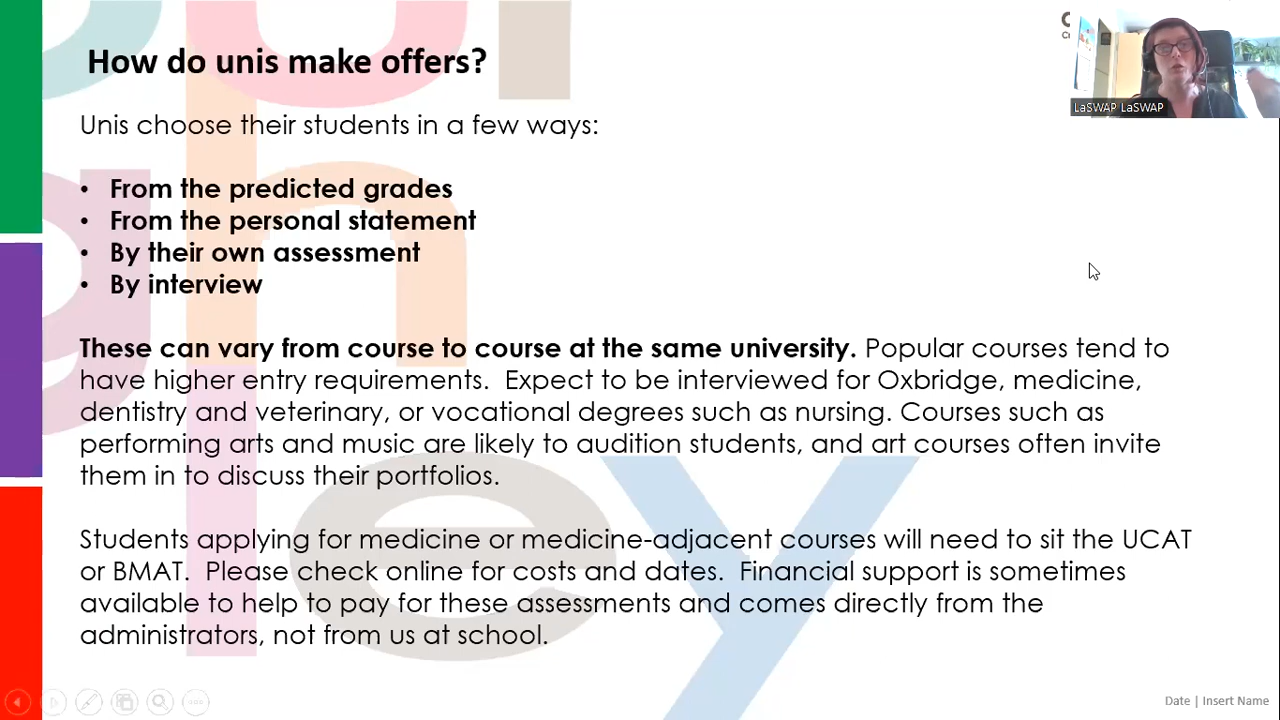 How do unis make offers?
LaSWAP LaSWAP
Unis choose their students in a few ways:
• From the predicted grades
• From the personal statement
• By their own assessment
• By interview
These can vary from course to course at the same university. Popular courses tend to
have higher entry requirements.  Expect to be interviewed for Oxbridge, medicine,
dentistry and veterinary, or vocational degrees such as nursing. Courses such as
performing arts and music are likely to audition students, and art courses often invite
them in to discuss their portfolios.
Students applying for medicine or medicine-adjacent courses will need to sit the UCAT
or BMAT.  Please check online for costs and dates.  Financial support is sometimes
available to help to pay for these assessments and comes directly from the
administrators, not from us at school.
Date | Insert Name